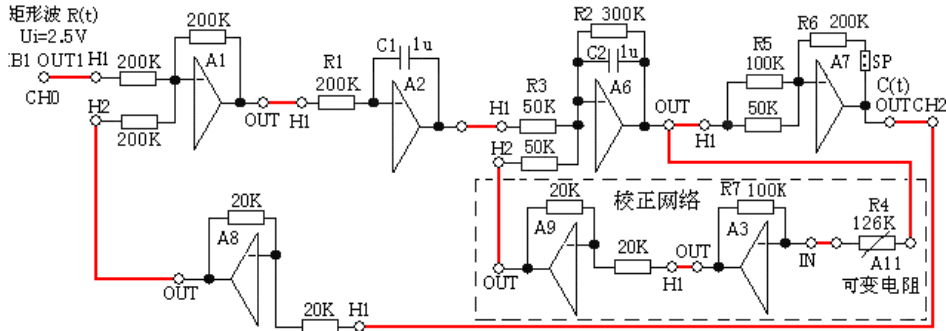 矩形波 R(t)
Ui=2.5V
B1 OUT1 H1
CH0
200K
200K
A1
H2
200K
OUT
H1
R1
200K
C1
1u
A2
H1
R3
50K
H2
50K
R2 300K
C2
1u
A6
OUT
H1
R5
100K
50K
R6
200K
A7
SP
C(t)
OUT CH2
校正网络
20K
A9
OUT
20K
H1
OUT
R7 100K
A3
IN
R4
126K
A11
可变电阻
20K
A8
OUT
20K
H1